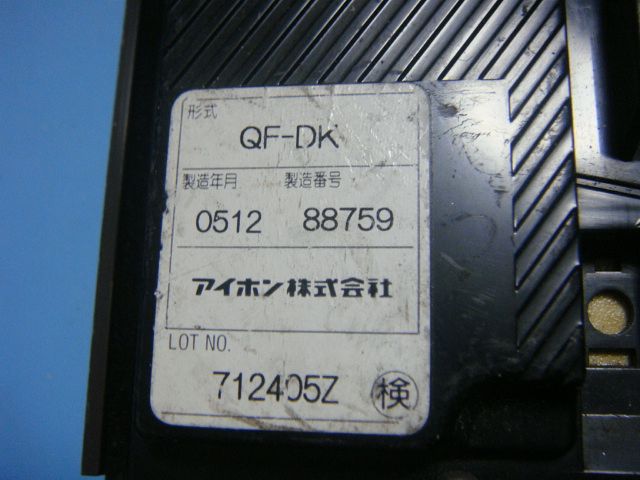 形式
QF-DK
製造年月 製造番号
0512 88759
アイホン株式会社
LOT NO.
712405Z 検